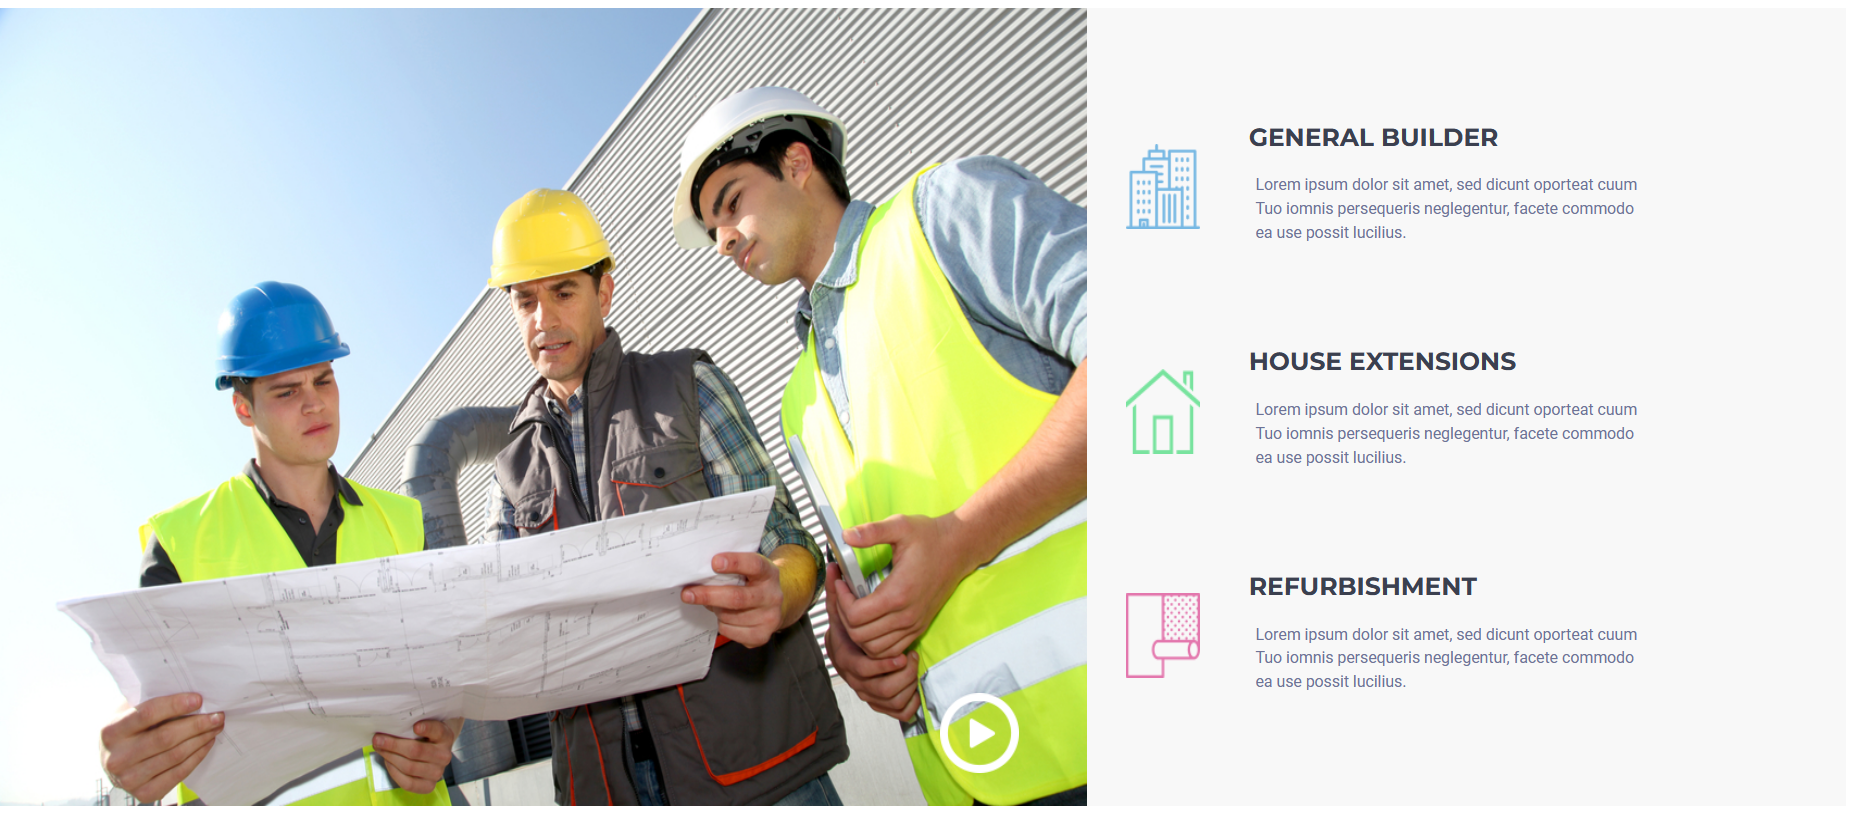 GENERAL BUILDER
Lorem ipsum dolor sit amet, sed dicunt oporteat cuum
Tuo iomnis persequeris neglegentur, facete commodo
ea use possit lucilius.
HOUSE EXTENSIONS
Lorem ipsum dolor sit amet, sed dicunt oporteat cuum
Tuo iomnis persequeris neglegentur, facete commodo
ea use possit lucilius.
REFURBISHMENT
Lorem ipsum dolor sit amet, sed dicunt oporteat cuum
Tuo iomnis persequeris neglegentur, facete commodo
ea use possit lucilius.